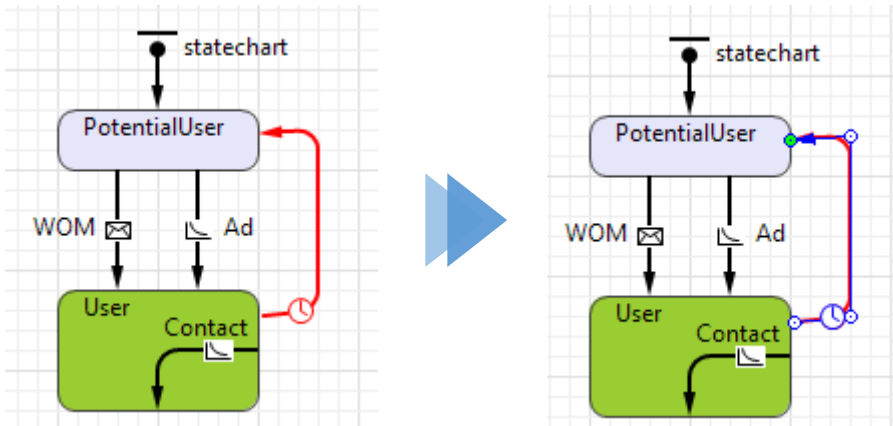 statechart
PotentialUser
WOM
Ad
User
Contact
statechart
PotentialUser
WOM
Ad
User
Contact